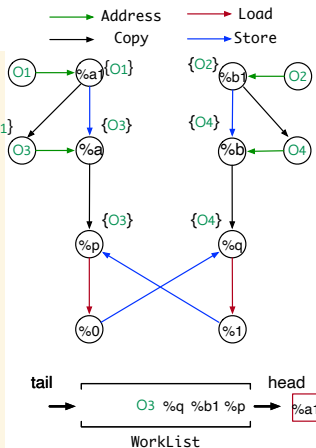 Address Load
Copy Store
O1 %a1 {O1} {O2} %b1 O2
1}
{O3} {O4}
O3 %a %b O4
{O3} {O4}
%p %q
%0 %1
tail head
O3 %q %b1 %p %a1
WorkList